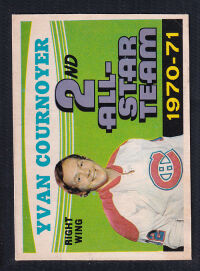 YVAN COURNOYER
RIGHT
WING
2ND
ALL-
STAR
TEAM
1970-71